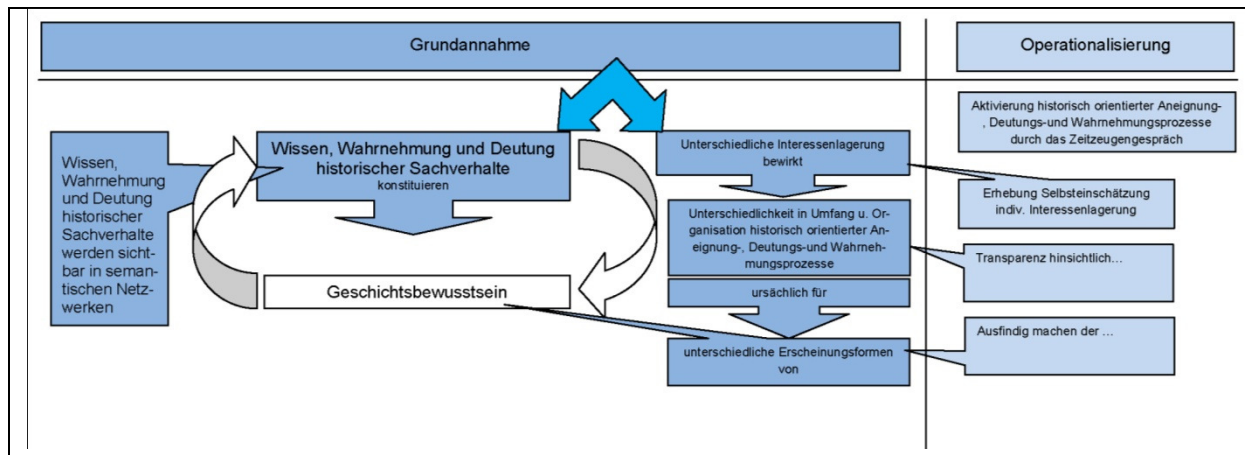 Grundannahme
Operationalisierung
Wissen,
Wahrnehmung
und Deutung
historischer
Sachverhalte
werden sicht-
bar in seman-
tischen Netz-
werken
Wissen, Wahrnehmung und Deutung
historischer Sachverhalte
konstituieren
Geschichtsbewusstsein
Unterschiedliche Interessenlagerung
bewirkt
Unterschiedlichkeit in Umfang u. Or-
ganisation historisch orientierter An-
eignung-, Deutungs-und Wahrneh-
mungsprozesse
ursächlich für
unterschiedliche Erscheinungsformen
von
Aktivierung historisch orientierter Aneignung-
, Deutungs-und Wahrnehmungsprozesse
durch das Zeitzeugengespräch
Erhebung Selbsteinschätzung
indiv. Interessenlagerung
Transparenz hinsichtlich…
Ausfindig machen der …